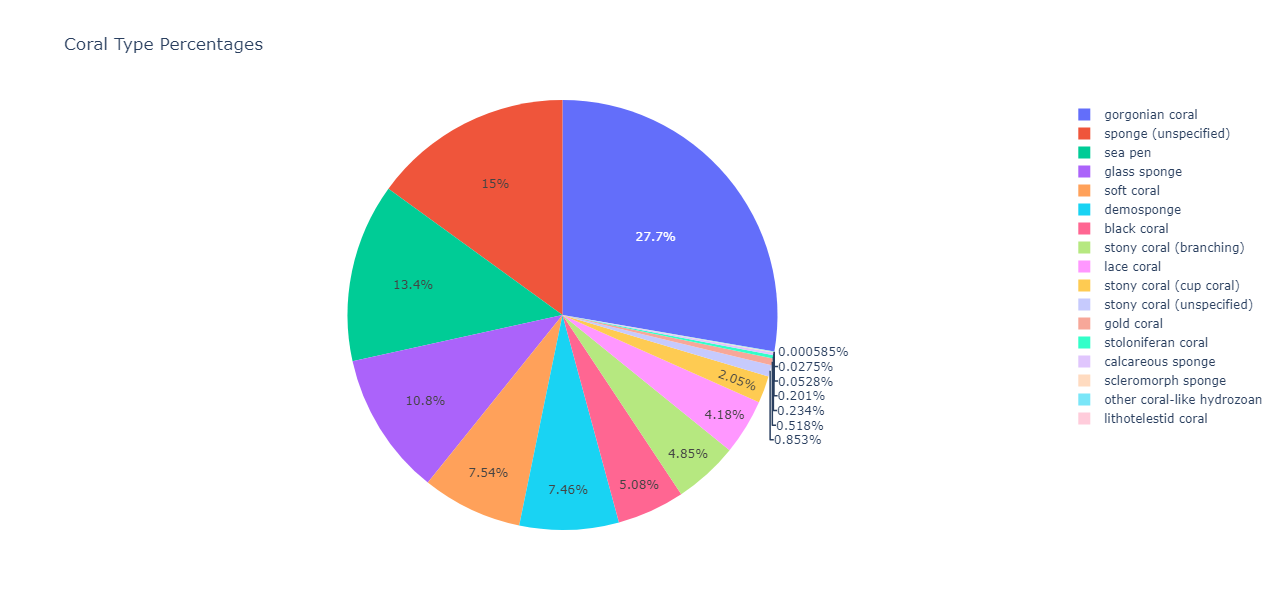 Coral Type Percentages
15%
27.7%
13.4%
10.8%
7.54%
7.46%
5.08%
4.85%
4.18%
2.05%
0.000585%
0.0275%
0.0528%
0.201%
0.234%
0.518%
0.853%
gorgonian coral
sponge (unspecified)
sea pen
glass sponge
soft coral
demosponge
black coral
stony coral (branching)
lace coral
stony coral (cup coral)
stony coral (unspecified)
gold coral
stoloniferan coral
calcareous sponge
scleromorph sponge
other coral-like hydrozoan
lithotelestid coral